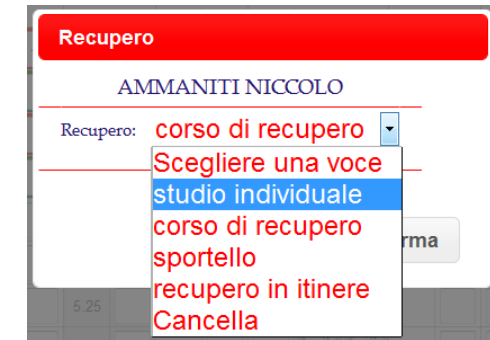 Recupero
AMMANITI NICCOLO
Recupero: corso di recupero
Scegliere una voce
studio individuale
corso di recupero
rma
sportello
recupero in itinere
5.25
Cancella